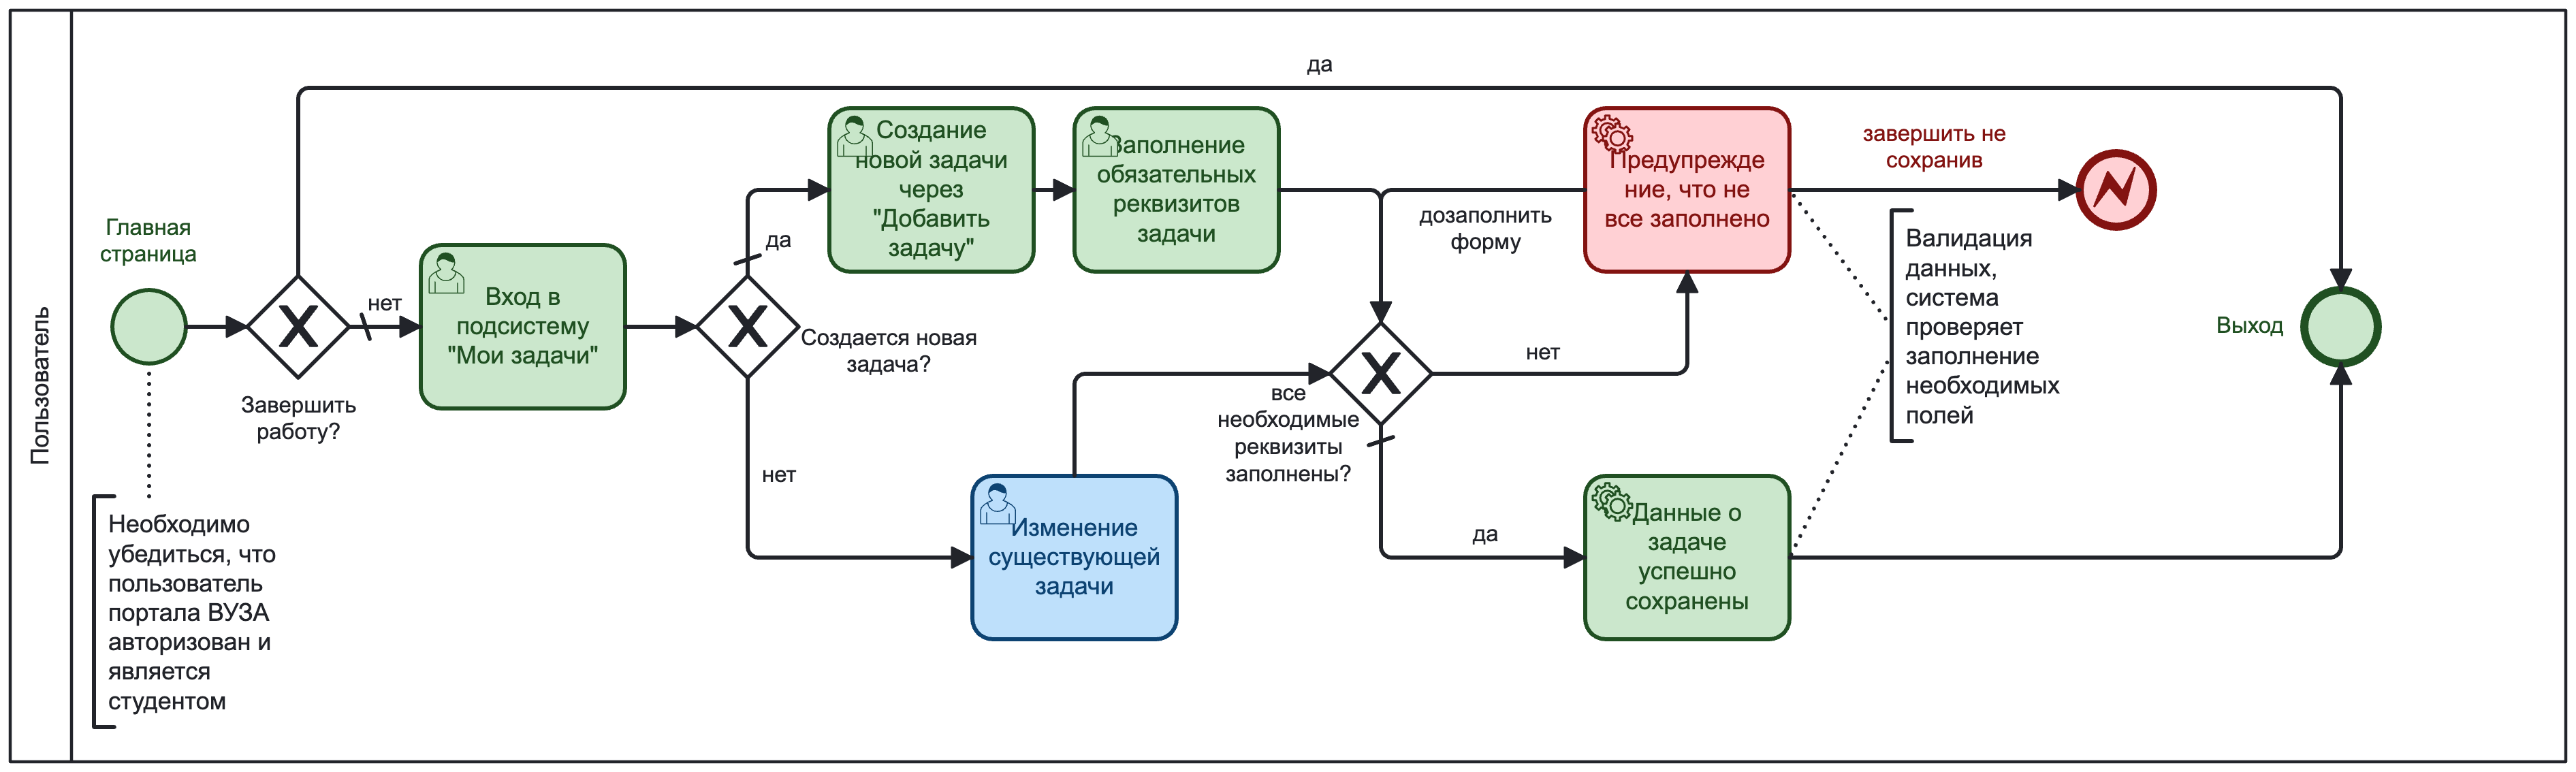 Пользователь
Главная
страница
Необходимо
убедиться, что
пользователь
портала ВУЗА
авторизован и
является
студентом
Завершить
работу?
да
нет
Вход в
подсистему
"Мои задачи"
Создается новая
задача?
да
нет
Создание
новой задачи
через
"Добавить
задачу"
Заполнение
обязательных
реквизитов
задачи
Изменение
существующей
задачи
все
необходимые
реквизиты
заполнены?
дозаполнить
форму
нет
да
Предупрежде
ние, что не
все заполнено
Данные о
задаче
успешно
сохранены
завершить не
сохранив
Валидация
данных,
система
проверяет
заполнение
необходимых
полей
Выход